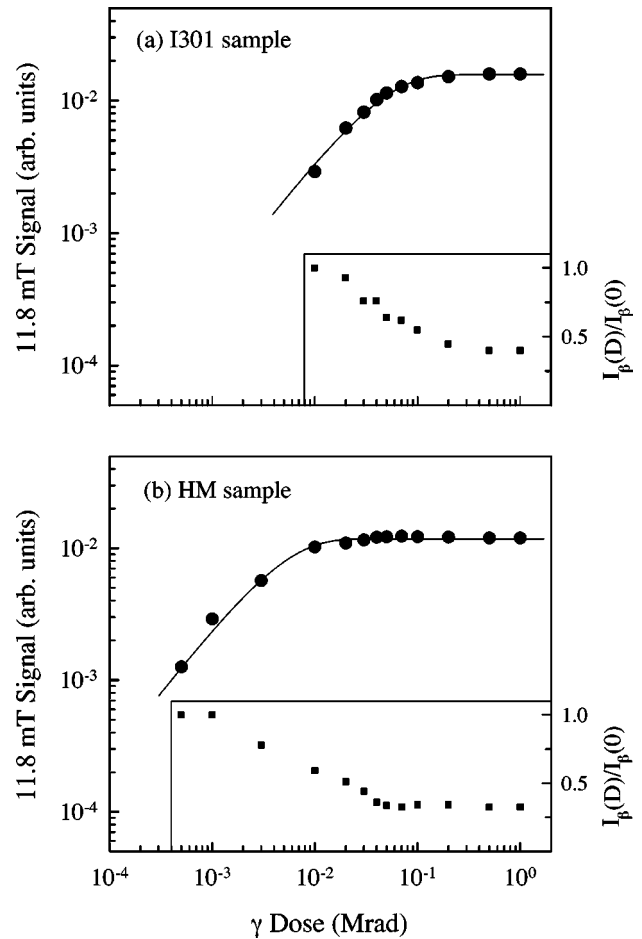 (a) I301 sample
11.8 mT Signal (arb. units)
10⁻²
10⁻³
10⁻⁴
1.0
0.5
I_β(D)/I_β(0)
(b) HM sample
11.8 mT Signal (arb. units)
10⁻²
10⁻³
10⁻⁴
1.0
0.5
I_β(D)/I_β(0)
10⁻⁴ 10⁻³ 10⁻² 10⁻¹ 10⁰
γ Dose (Mrad)